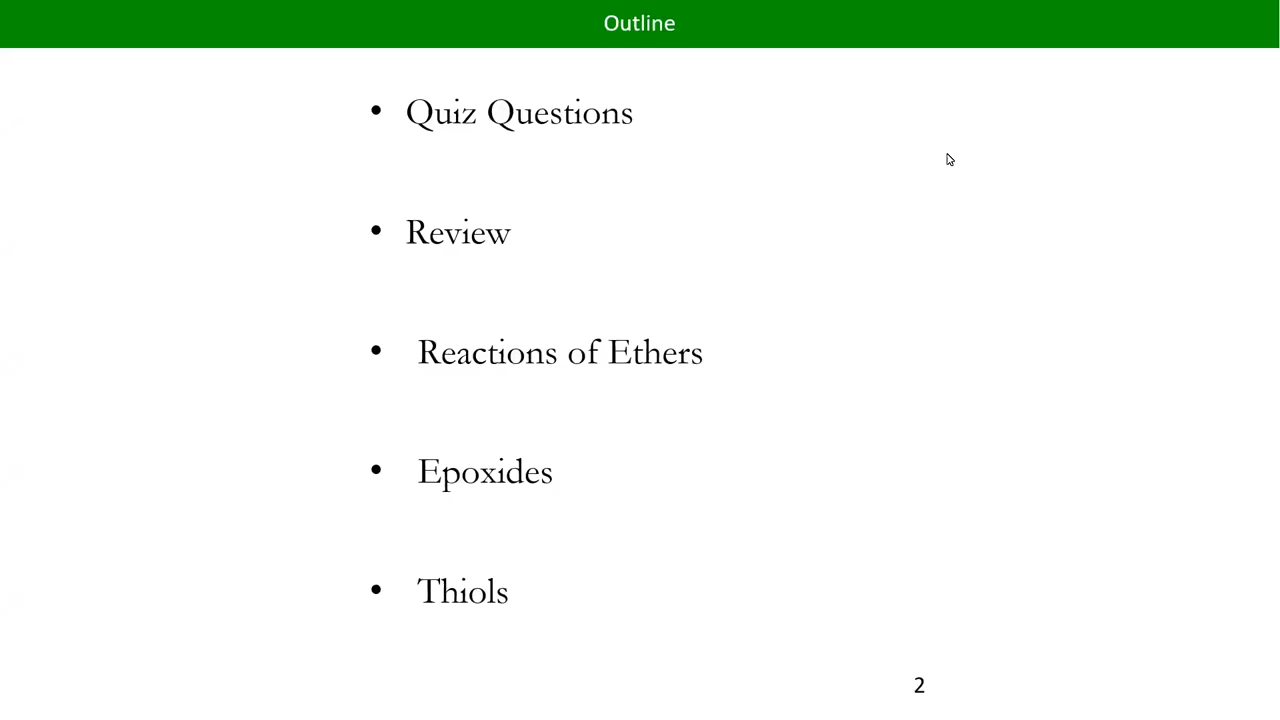 Outline
• Quiz Questions
• Review
• Reactions of Ethers
• Epoxides
• Thiols
2